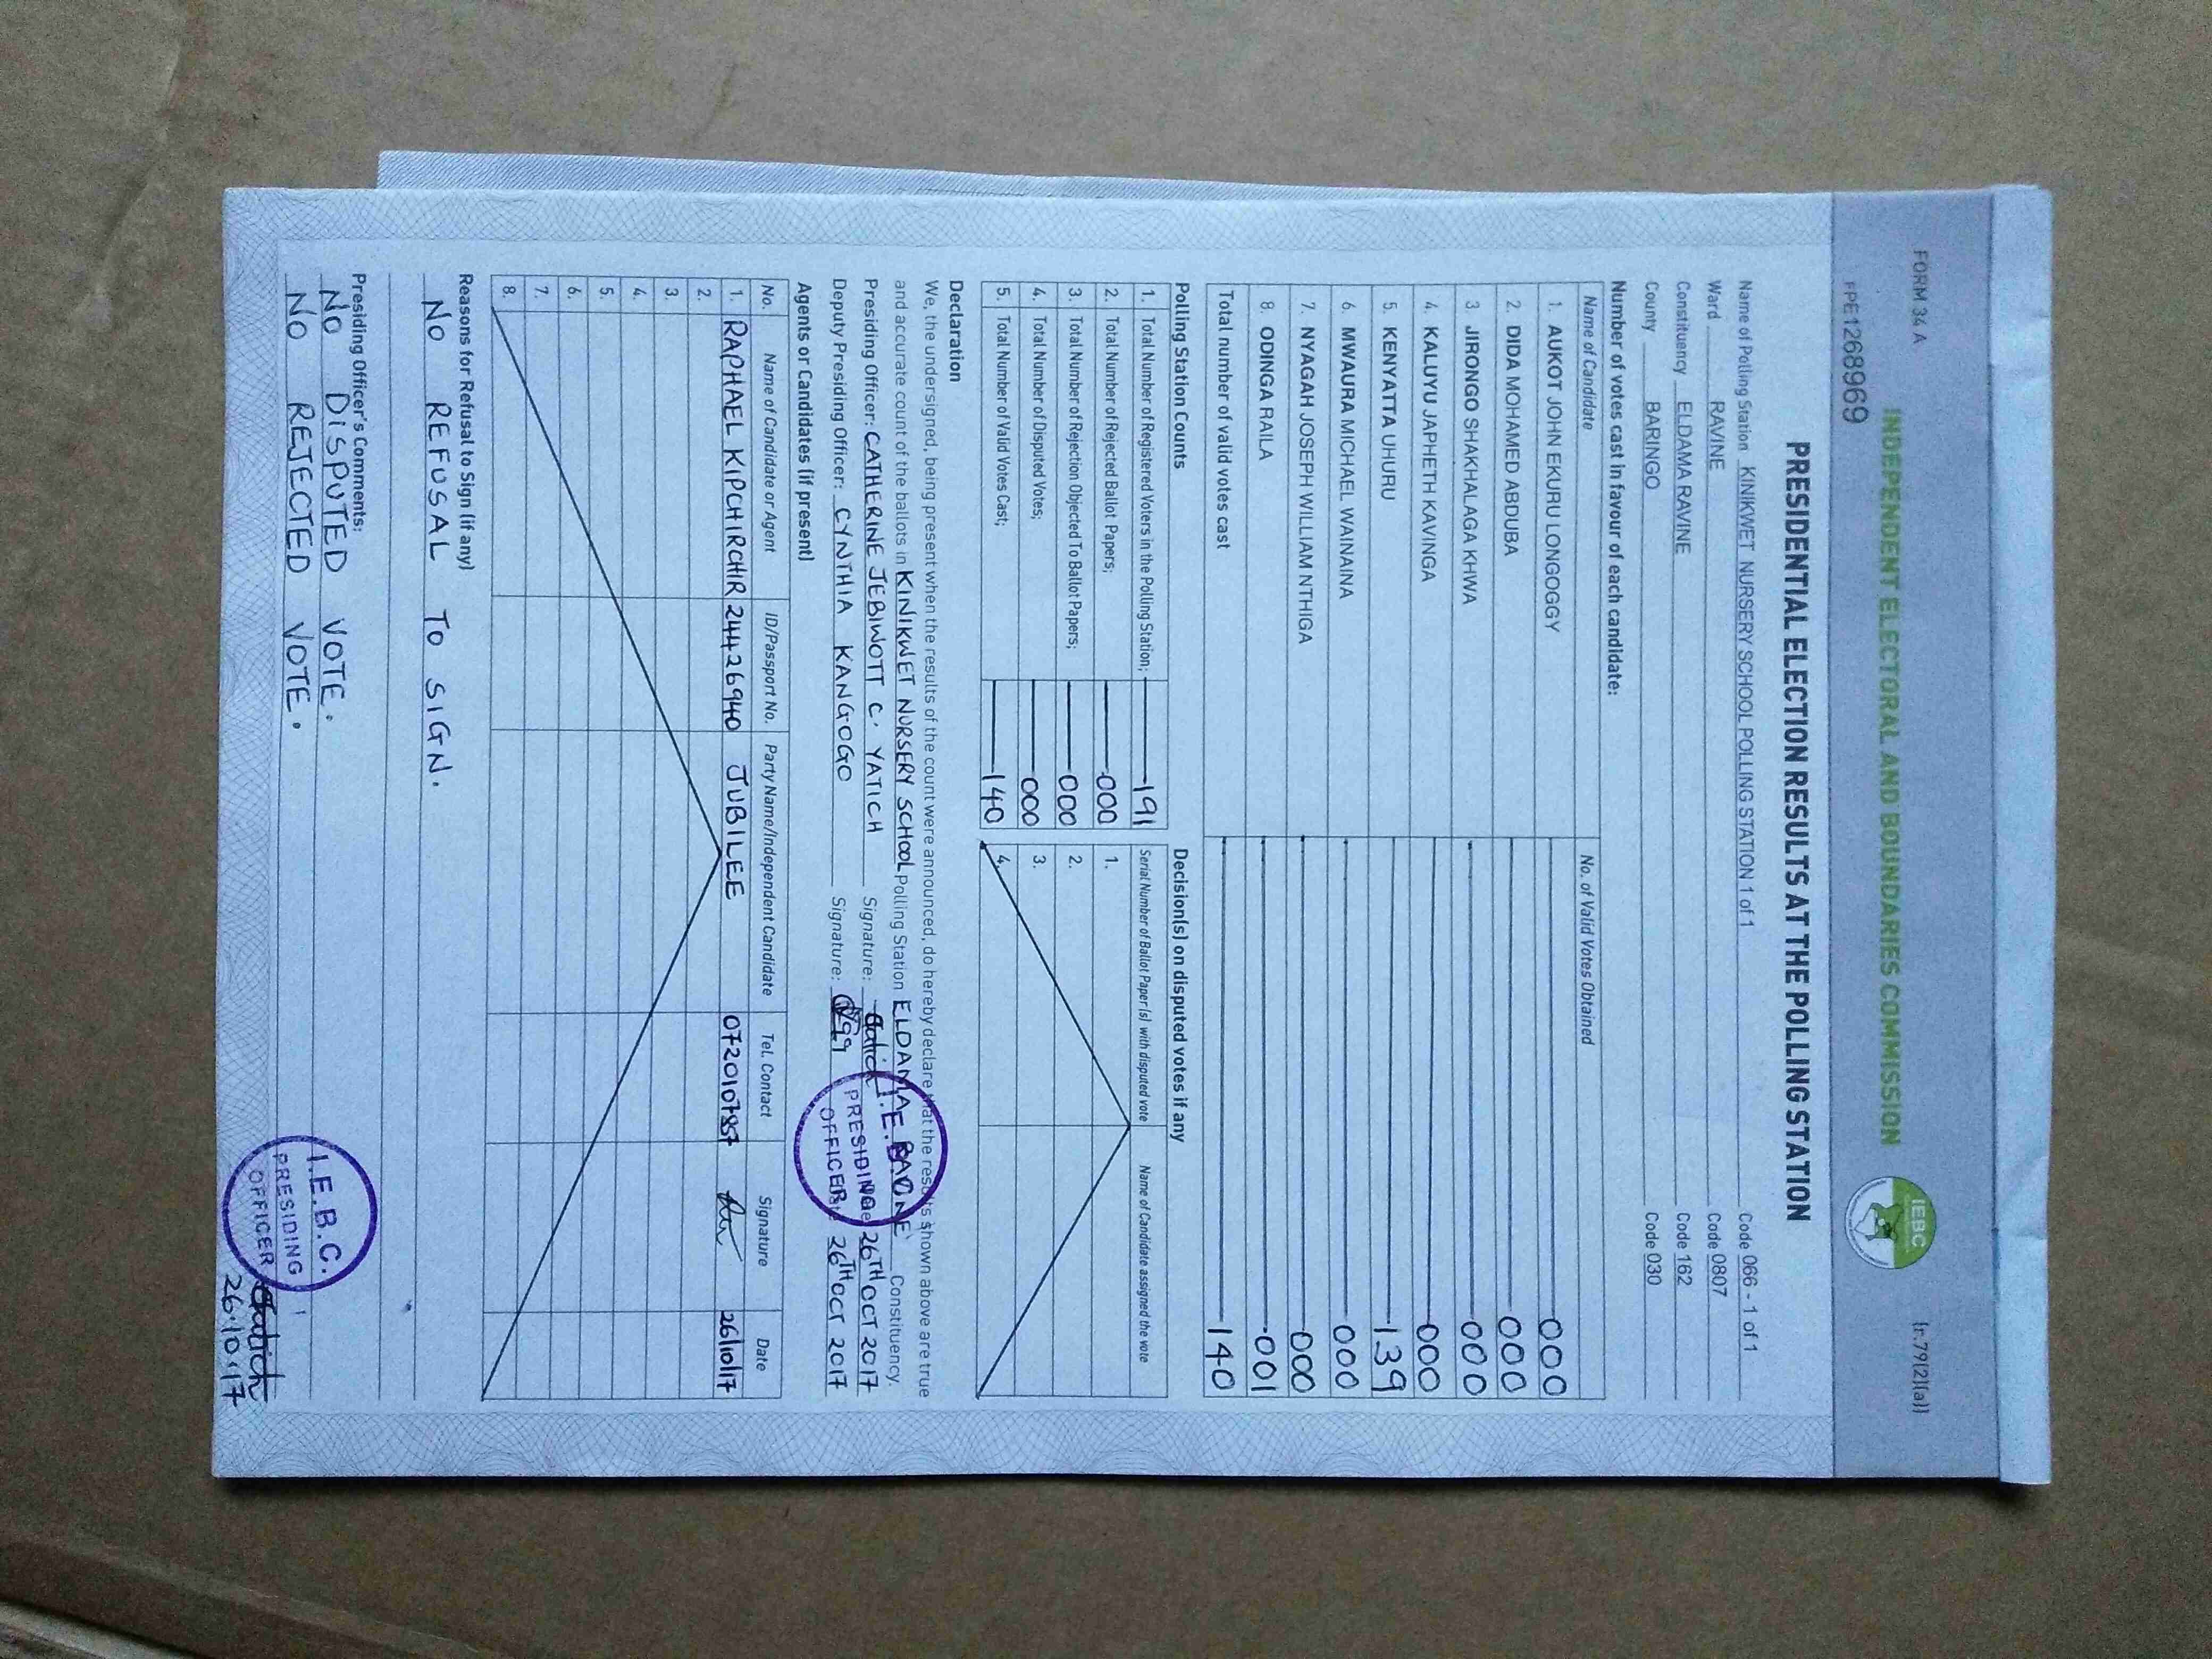 FORM 34 A
INDEPENDENT ELECTORAL AND BOUNDARIES COMMISSION
IEBC
(r.79(2)(a))
FPE1268969
PRESIDENTIAL ELECTION RESULTS AT THE POLLING STATION
Name of Polling Station KINIKWET NURSERY SCHOOL POLLING STATION 1 of 1 Code 066 - 1 of 1
Ward RAVINE Code 0807
Constituency ELDAMA RAVINE Code 162
County BARINGO Code 030
Number of votes cast in favour of each candidate:
Name of Candidate No. of Valid Votes Obtained
1. AUKOT JOHN EKURU LONGOGGY 000
2. DIDA MOHAMED ABDUBA 000
3 JIRONGO SHAKHALAGA KHWA 000
4. KALUYU JAPHETH KAVINGA 000
5. KENYATTA UHURU 139
6. MWAURA MICHAEL WAINAINA 000
7. NYAGAH JOSEPH WILLIAM NTHIGA 000
8. ODINGA RAILA 001
Total number of valid votes cast 140
Polling Station Counts
1. Total Number of Registered Voters in the Polling Station; 191
2. Total Number of Rejected Ballot Papers; 000
3. Total Number of Rejection Objected To Ballot Papers; 000
4. Total Number of Disputed Votes; 000
5. Total Number of Valid Votes Cast; 140
Decision(s) on disputed votes if any
Serial Number of Ballot Paper(s) with disputed vote Name of Candidate assigned the vote
1.
2.
3.
4.
Declaration
We, the undersigned, being present when the results of the count were announced, do hereby declare that the results shown above are true
and accurate count of the ballots in KINIKWET NURSERY SCHOOL Polling Station ELDAMA RAVINE Constituency.
Presiding Officer: CATHERINE JEBIWOTT C. YATICH Signature: 26TH OCT 2017
Deputy Presiding Officer: CYNTHIA KANGOGO Signature: 26TH OCT 2017
I.E.B.C.
PRESIDING
OFFICER
Agents or Candidates (if present)
No. Name of Candidate or Agent ID/Passport No. Party Name/Independent Candidate Tel. Contact Signature Date
1. RAPHAEL KIPCHIRCHIR 24426940 JUBILEE 0720107857 26/10/17
2.
3.
4.
5.
6.
7.
8.
Reasons for Refusal to Sign (if any)
NO REFUSAL TO SIGN.
Presiding Officer's Comments:
NO DISPUTED VOTE.
NO REJECTED VOTE.
I.E.B.C.
PRESIDING
OFFICER
26.10.17